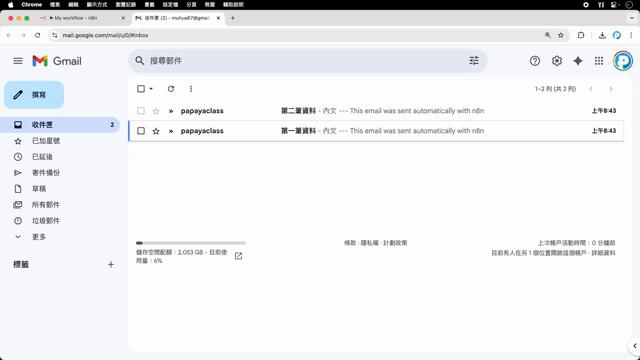 Chrome 檔案 編輯 顯示方式 瀏覽記錄 書籤 設定檔 分頁 視窗 輔助說明
My workflow - n8n
收件匣 (2) - muhua67@gmail
mail.google.com/mail/u/0/#inbox
Gmail
搜尋郵件
撰寫
1–2 列 (共 2 列)
收件匣 2
papayaclass 第二筆資料 - 內文 --- This email was sent automatically with n8n 上午8:43
papayaclass 第一筆資料 - 內文 --- This email was sent automatically with n8n 上午8:43
已加星號
已延後
寄件備份
草稿
所有郵件
垃圾郵件
更多
標籤
儲存空間配額：2,053 GB，目前使
用量：6%
條款 · 隱私權 · 計劃政策
上次帳戶活動時間：0 分鐘前
目前有人在另 1 個位置開啟這個帳戶 · 詳細資料